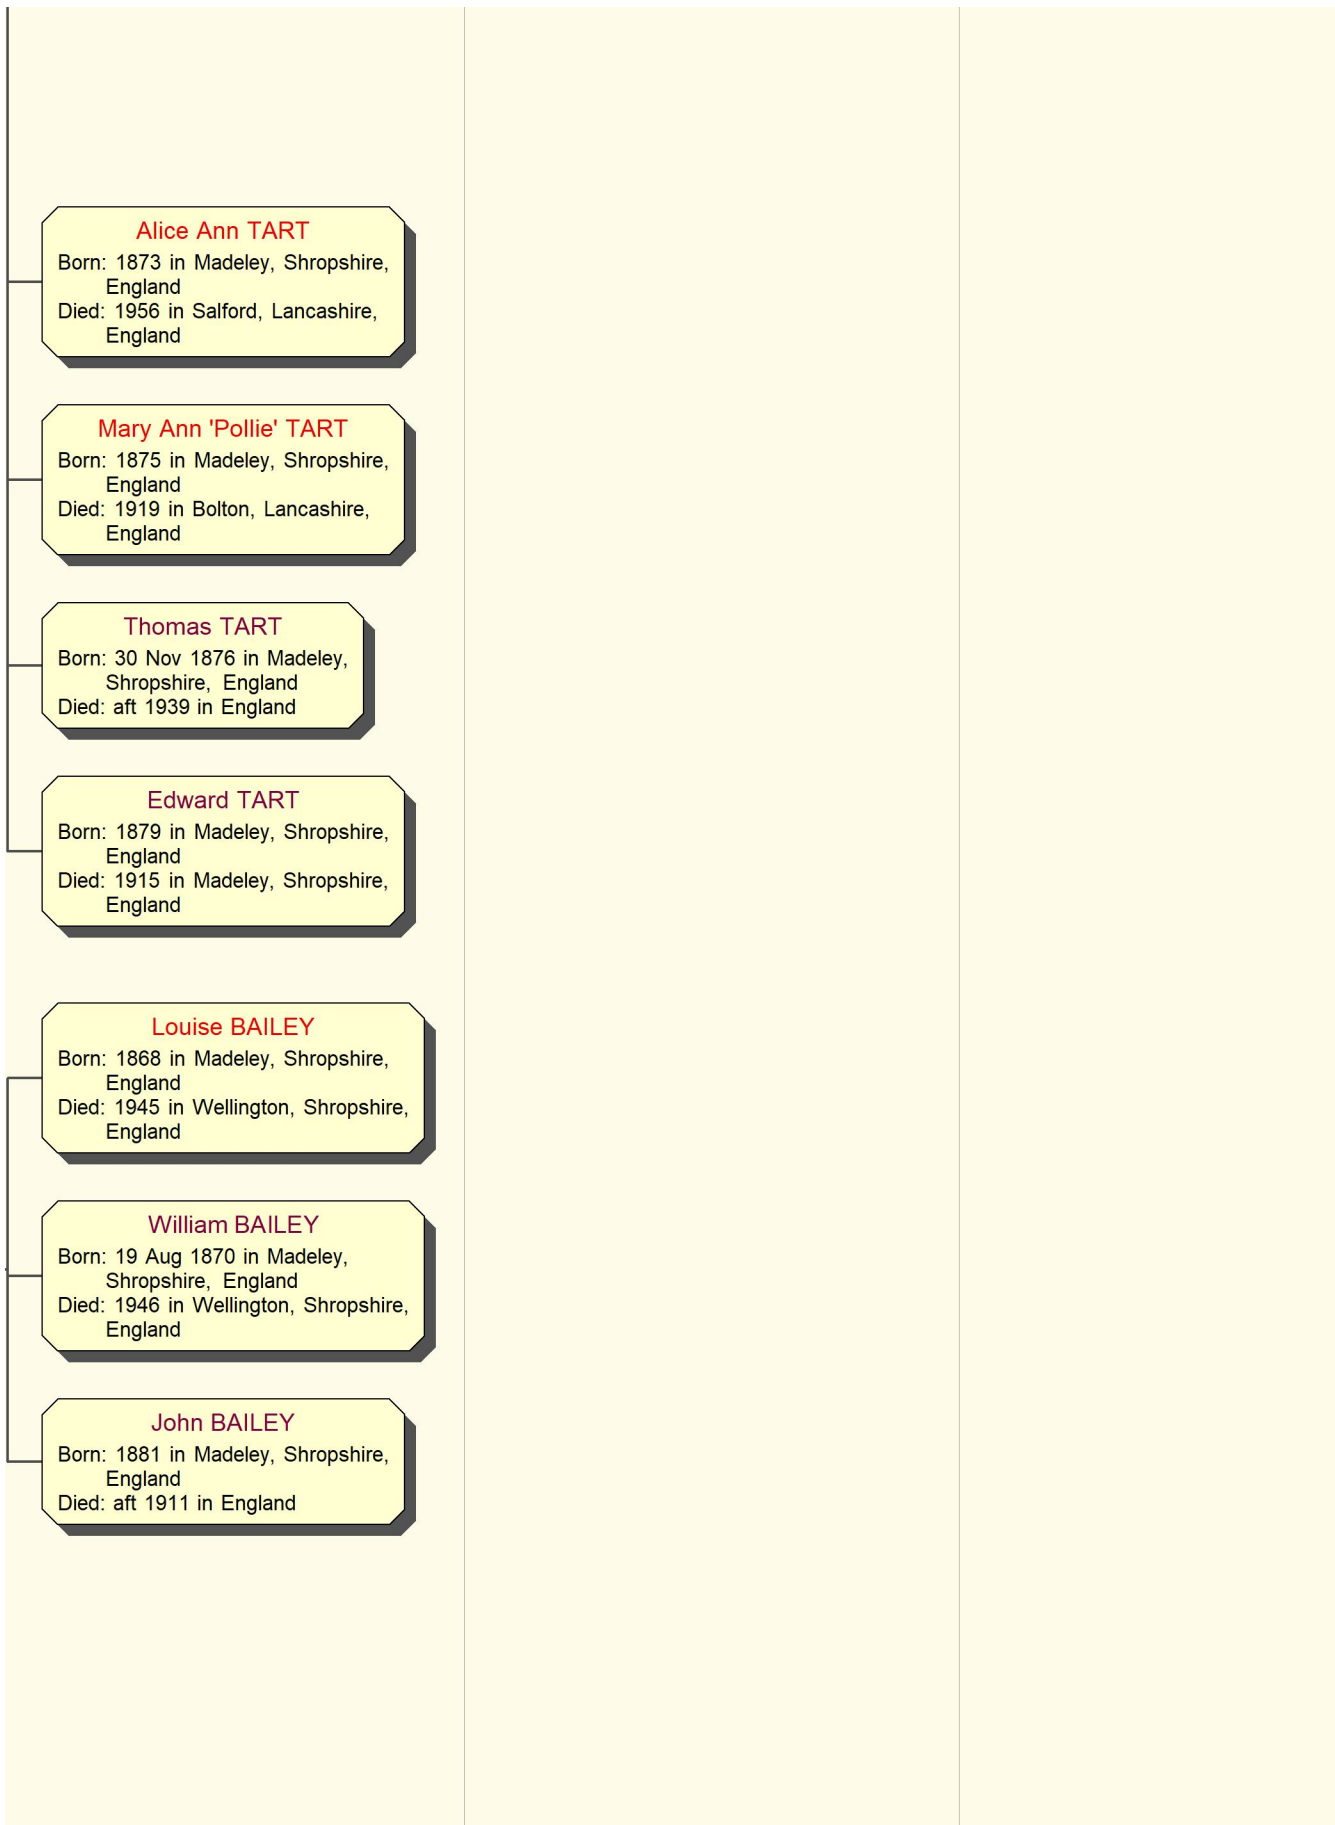 Alice Ann TART
Born: 1873 in Madeley, Shropshire,
England
Died: 1956 in Salford, Lancashire,
England
Mary Ann 'Pollie' TART
Born: 1875 in Madeley, Shropshire,
England
Died: 1919 in Bolton, Lancashire,
England
Thomas TART
Born: 30 Nov 1876 in Madeley,
Shropshire, England
Died: aft 1939 in England
Edward TART
Born: 1879 in Madeley, Shropshire,
England
Died: 1915 in Madeley, Shropshire,
England
Louise BAILEY
Born: 1868 in Madeley, Shropshire,
England
Died: 1945 in Wellington, Shropshire,
England
William BAILEY
Born: 19 Aug 1870 in Madeley,
Shropshire, England
Died: 1946 in Wellington, Shropshire,
England
John BAILEY
Born: 1881 in Madeley, Shropshire,
England
Died: aft 1911 in England